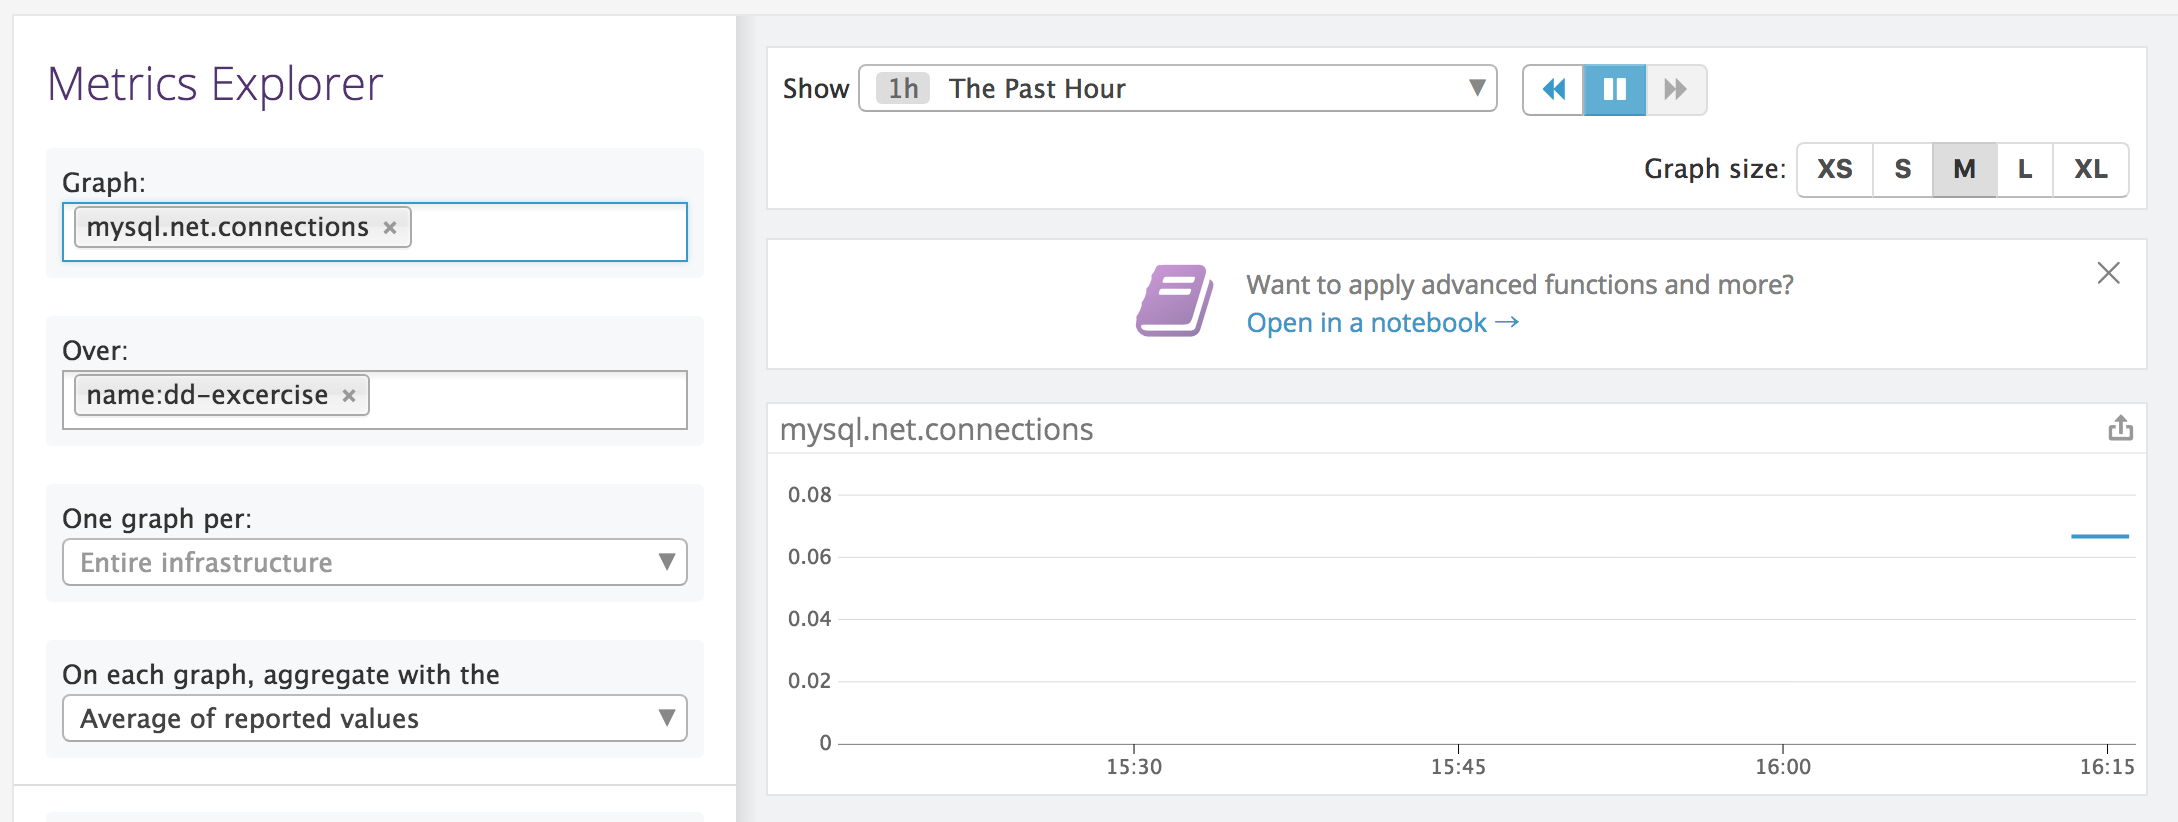 Metrics Explorer
Graph:
mysql.net.connections ×
Over:
name:dd-excercise ×
One graph per:
Entire infrastructure
On each graph, aggregate with the
Average of reported values
Show 1h The Past Hour
Graph size: XS S M L XL
Want to apply advanced functions and more?
Open in a notebook →
mysql.net.connections
0.08
0.06
0.04
0.02
0
15:30 15:45 16:00 16:15